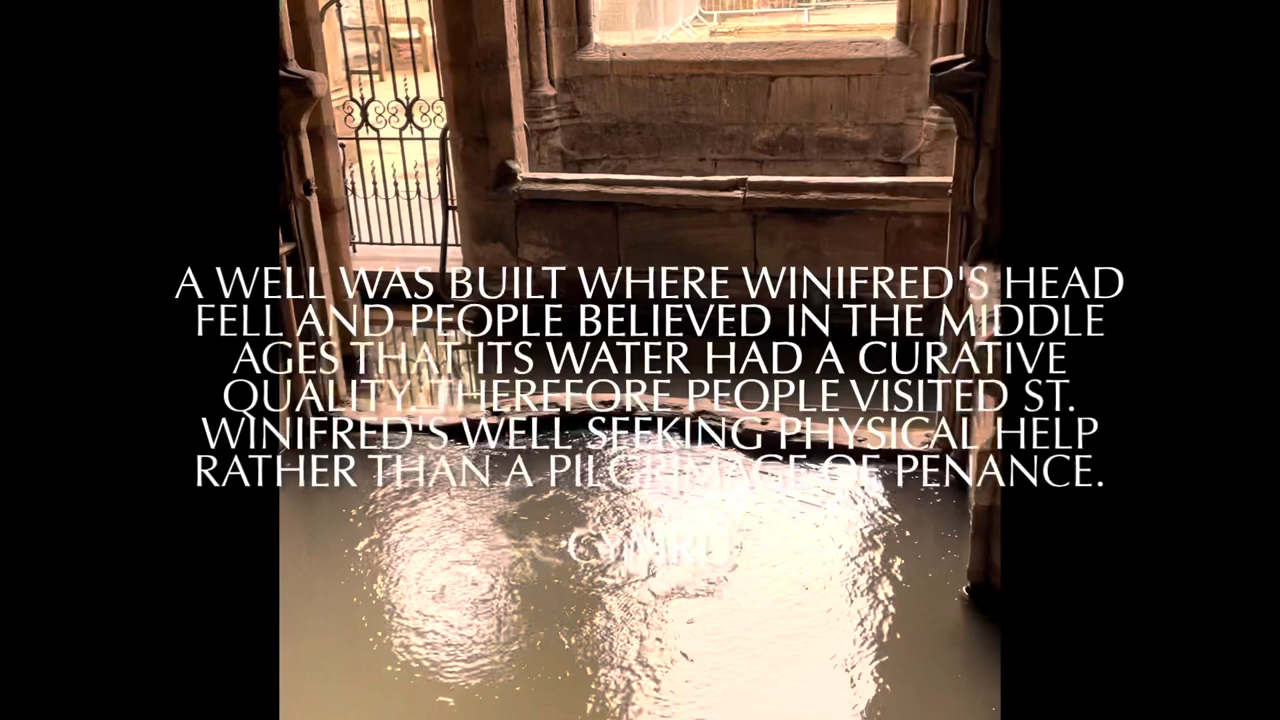 A WELL WAS BUILT WHERE WINIFRED'S HEAD
FELL AND PEOPLE BELIEVED IN THE MIDDLE
AGES THAT ITS WATER HAD A CURATIVE
QUALITY. THEREFORE PEOPLE VISITED ST.
WINIFRED'S WELL SEEKING PHYSICAL HELP
RATHER THAN A PILGRIMAGE OF PENANCE.
CYMRU